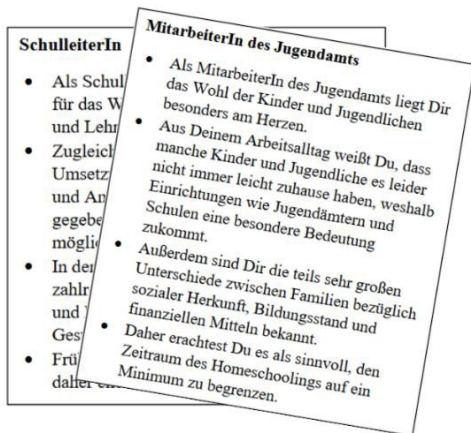 SchulleiterIn
Als Schul
für das W
und Lehr
Zugleich
Umsetz
und An
gegebe
möglic
In der
zahlr
und
Gest
Früh
daher
MitarbeiterIn des Jugendamts
Als MitarbeiterIn des Jugendamts liegt Dir
das Wohl der Kinder und Jugendlichen
besonders am Herzen.
Aus Deinem Arbeitsalltag weißt Du, dass
manche Kinder und Jugendliche es leider
nicht immer leicht zuhause haben, weshalb
Einrichtungen wie Jugendämtern und
Schulen eine besondere Bedeutung
zukommt.
Außerdem sind Dir die teils sehr großen
Unterschiede zwischen Familien bezüglich
sozialer Herkunft, Bildungsstand und
finanziellen Mitteln bekannt.
Daher erachtest Du es als sinnvoll, den
Zeitraum des Homeschoolings auf ein
Minimum zu begrenzen.